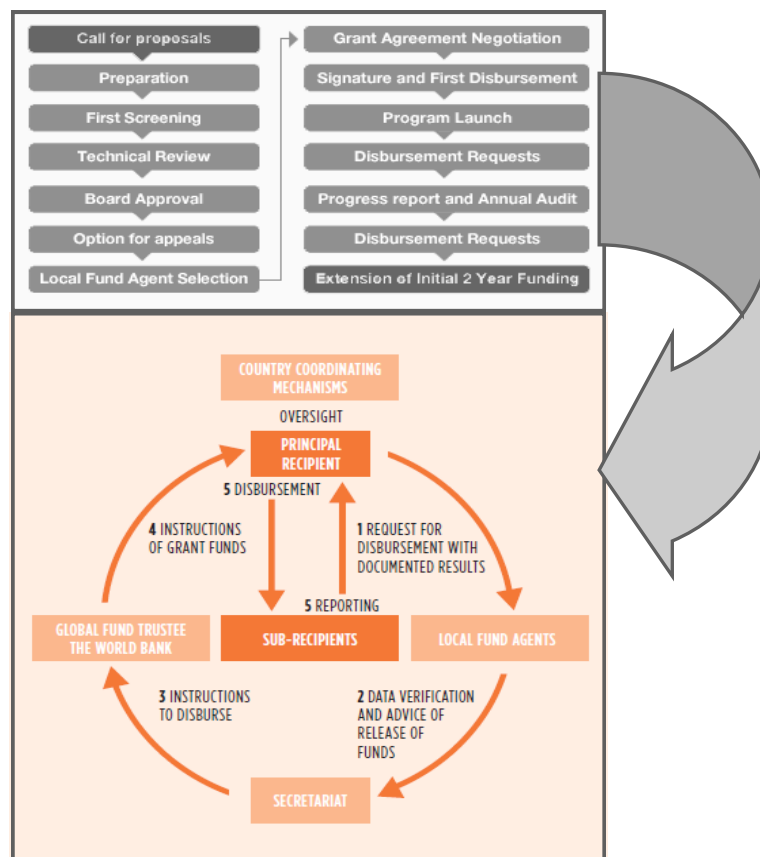 Call for proposals
Preparation
First Screening
Technical Review
Board Approval
Option for appeals
Local Fund Agent Selection
Grant Agreement Negotiation
Signature and First Disbursement
Program Launch
Disbursement Requests
Progress report and Annual Audit
Disbursement Requests
Extension of Initial 2 Year Funding
COUNTRY COORDINATING
MECHANISMS
OVERSIGHT
PRINCIPAL
RECIPIENT
5 DISBURSEMENT
4 INSTRUCTIONS
OF GRANT FUNDS
1 REQUEST FOR
DISBURSEMENT WITH
DOCUMENTED RESULTS
5 REPORTING
GLOBAL FUND TRUSTEE
THE WORLD BANK
SUB-RECIPIENTS
LOCAL FUND AGENTS
3 INSTRUCTIONS
TO DISBURSE
2 DATA VERIFICATION
AND ADVICE OF
RELEASE OF
FUNDS
SECRETARIAT